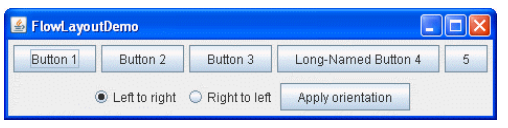 FlowLayoutDemo
Button 1 Button 2 Button 3 Long-Named Button 4 5
Left to right Right to left Apply orientation